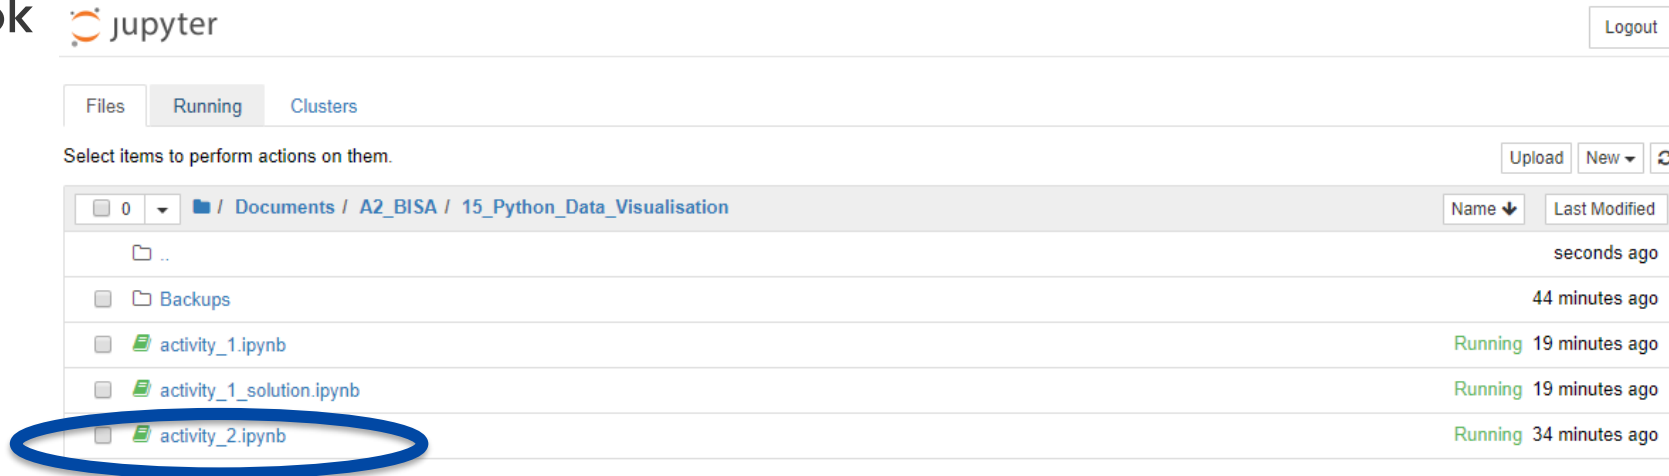 ok
jupyter
Logout
Files Running Clusters
Select items to perform actions on them.
Upload New
0 / Documents / A2_BISA / 15_Python_Data_Visualisation
Name Last Modified
.. seconds ago
Backups 44 minutes ago
activity_1.ipynb Running 19 minutes ago
activity_1_solution.ipynb Running 19 minutes ago
activity_2.ipynb Running 34 minutes ago